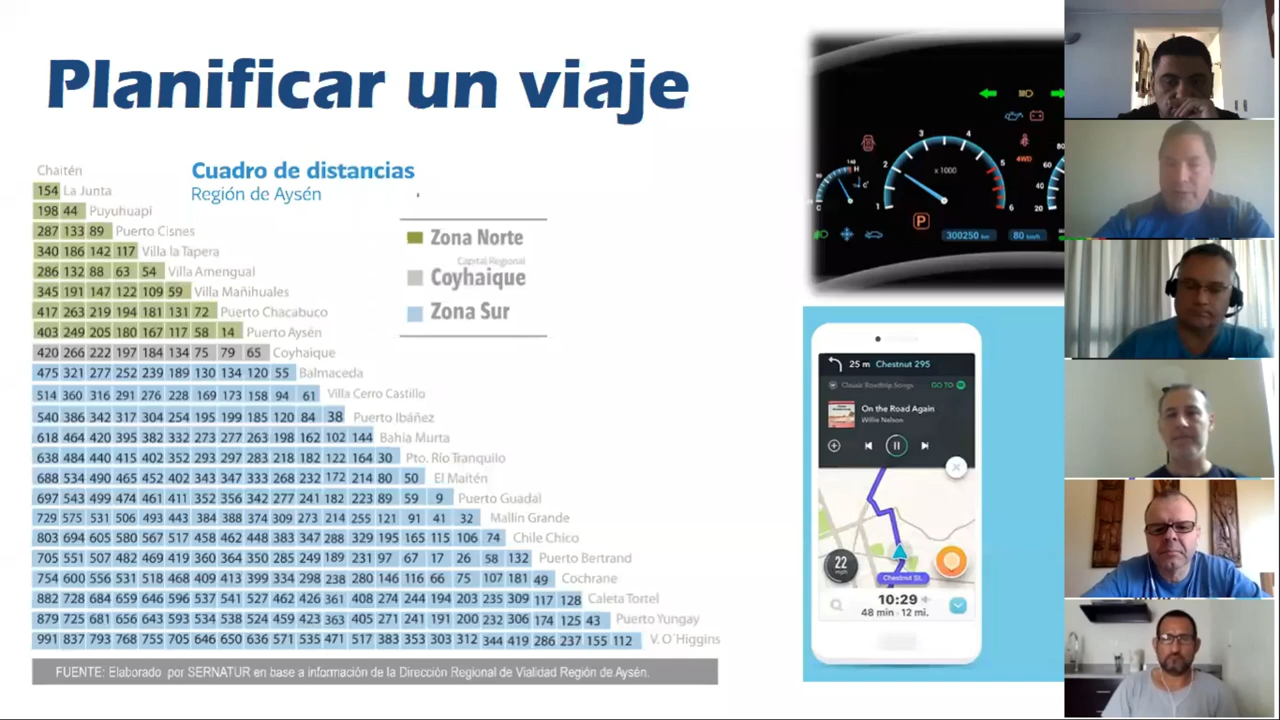 Planificar un viaje
Cuadro de distancias
Región de Aysén
Chaitén
154 La Junta
198 44 Puyuhuapi
287 133 89 Puerto Cisnes
340 186 142 117 Villa la Tapera
286 132 88 63 54 Villa Amengual
345 191 147 122 109 59 Villa Mañihuales
417 263 219 194 181 131 72 Puerto Chacabuco
403 249 205 180 167 117 58 14 Puerto Aysén
420 266 222 197 184 134 75 79 65 Coyhaique
475 321 277 252 239 189 130 134 120 55 Balmaceda
514 360 316 291 276 228 169 173 158 94 61 Villa Cerro Castillo
540 386 342 317 304 254 195 199 185 120 84 38 Puerto Ibáñez
618 464 420 395 382 332 273 277 263 198 162 102 144 Bahía Murta
638 484 440 415 402 352 293 297 283 218 182 122 164 30 Pto. Río Tranquilo
688 534 490 465 452 402 343 347 333 268 232 172 214 80 50 El Maitén
697 543 499 474 461 411 352 356 342 277 241 182 223 89 59 9 Puerto Guadal
729 575 531 506 493 443 384 388 374 309 273 214 255 121 91 41 32 Mallín Grande
803 694 605 580 567 517 458 462 448 383 347 288 329 195 165 115 106 74 Chile Chico
705 551 507 482 469 419 360 364 350 285 249 189 231 97 67 17 26 58 132 Puerto Bertrand
754 600 556 531 518 468 409 413 399 334 298 238 280 146 116 66 75 107 181 49 Cochrane
882 728 684 659 646 596 537 541 527 462 426 361 408 274 244 194 203 235 309 117 128 Caleta Tortel
879 725 681 656 643 593 534 538 524 459 423 363 405 271 241 191 200 232 306 174 125 43 Puerto Yungay
991 837 793 768 755 705 646 650 636 571 535 471 517 383 353 303 312 344 419 286 237 155 112 V. O´Higgins
FUENTE: Elaborado por SERNATUR en base a información de la Dirección Regional de Vialidad Región de Aysén.
Zona Norte
Capital Regional
Coyhaique
Zona Sur
x 1000
1 2 3 4 5 6
H
C
140
4WD
P
300250 km
80 km/h
80
60
40
20
25 m Chestnut 295
Classic Roadtrip Songs GO TO
On the Road Again
Willie Nelson
22
mph
Chestnut St.
10:29
48 min · 12 mi.